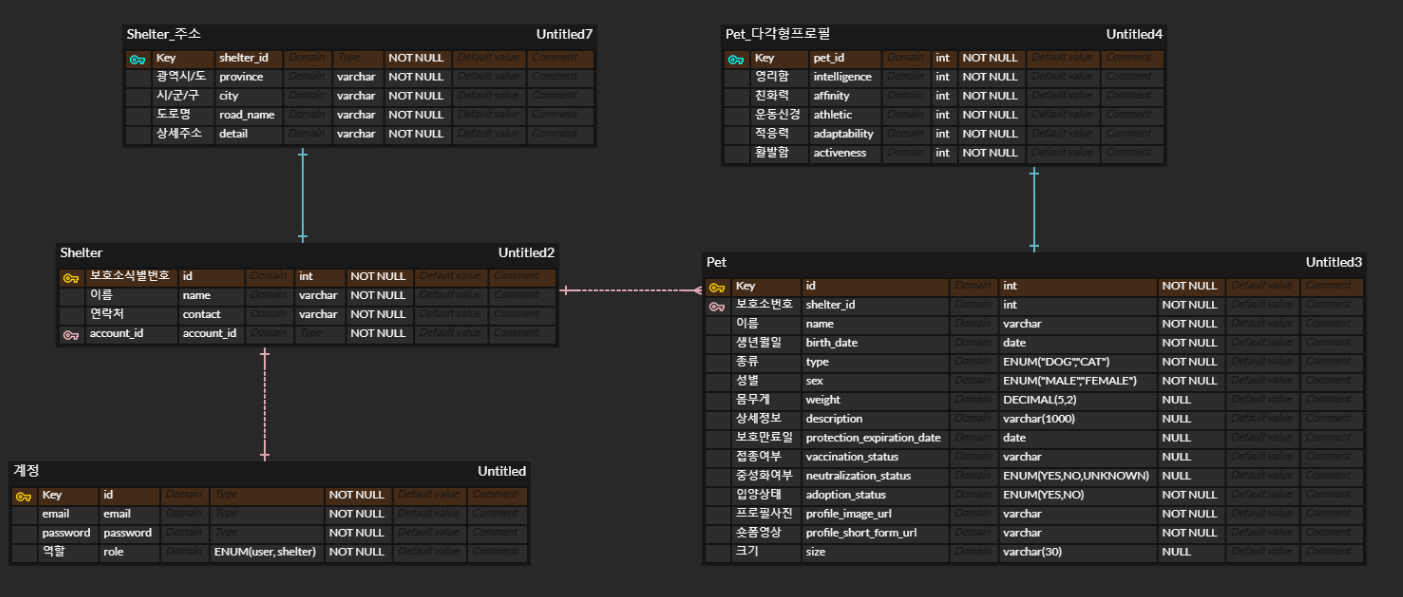 Shelter_주소 Untitled7
Key shelter_id Domain Type NOT NULL Default value Comment
광역시/도 province Domain varchar NOT NULL Default value Comment
시/군/구 city Domain varchar NOT NULL Default value Comment
도로명 road_name Domain varchar NOT NULL Default value Comment
상세주소 detail Domain varchar NOT NULL Default value Comment
Pet_다각형프로필 Untitled4
Key pet_id Domain int NOT NULL Default value Comment
영리함 intelligence Domain int NOT NULL Default value Comment
친화력 affinity Domain int NOT NULL Default value Comment
운동신경 athletic Domain int NOT NULL Default value Comment
적응력 adaptability Domain int NOT NULL Default value Comment
활발함 activeness Domain int NOT NULL Default value Comment
Shelter Untitled2
보호소식별번호 id Domain int NOT NULL Default value Comment
이름 name Domain varchar NOT NULL Default value Comment
연락처 contact Domain varchar NOT NULL Default value Comment
account_id account_id Domain Type NOT NULL Default value Comment
Pet Untitled3
Key id Domain int NOT NULL Default value Comment
보호소번호 shelter_id Domain int NOT NULL Default value Comment
이름 name Domain varchar NOT NULL Default value Comment
생년월일 birth_date Domain date NOT NULL Default value Comment
종류 type Domain ENUM("DOG","CAT") NOT NULL Default value Comment
성별 sex Domain ENUM("MALE","FEMALE") NOT NULL Default value Comment
몸무게 weight Domain DECIMAL(5,2) NULL Default value Comment
상세정보 description Domain varchar(1000) NULL Default value Comment
보호만료일 protection_expiration_date Domain date NULL Default value Comment
접종여부 vaccination_status Domain varchar NULL Default value Comment
중성화여부 neutralization_status Domain ENUM(YES,NO,UNKNOWN) NULL Default value Comment
입양상태 adoption_status Domain ENUM(YES,NO) NOT NULL Default value Comment
프로필사진 profile_image_url Domain varchar NOT NULL Default value Comment
숏폼영상 profile_short_form_url Domain varchar NOT NULL Default value Comment
크기 size Domain varchar(30) NULL Default value Comment
계정 Untitled
Key id Domain Type NOT NULL Default value Comment
email email Domain Type NOT NULL Default value Comment
password password Domain Type NOT NULL Default value Comment
역할 role Domain ENUM(user, shelter) NOT NULL Default value Comment